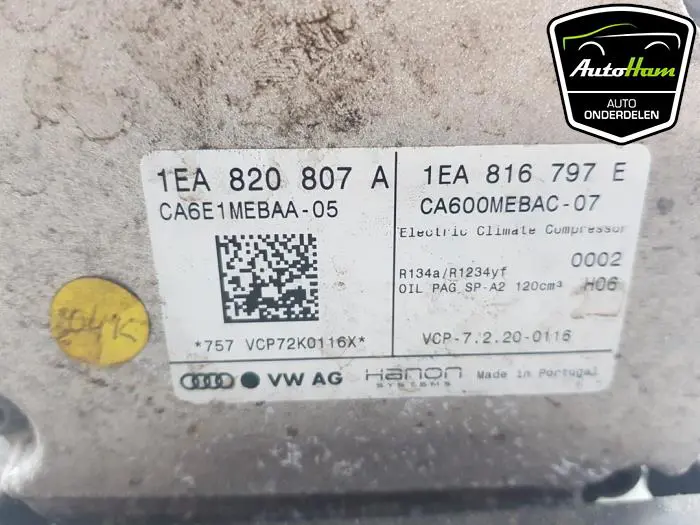 AutoHam
AUTO
ONDERDELEN
1EA 820 807 A
CA6E1MEBAA-05
*757 VCP72K0116X*
VW AG
1EA 816 797 E
CA600MEBAC-07
Electric Climate Compressor
0002
R134a/R1234yf
OIL PAG SP-A2 120cm³ H06
VCP-7.2.20-0116
Hanon
SYSTEMS
Made in Portugal